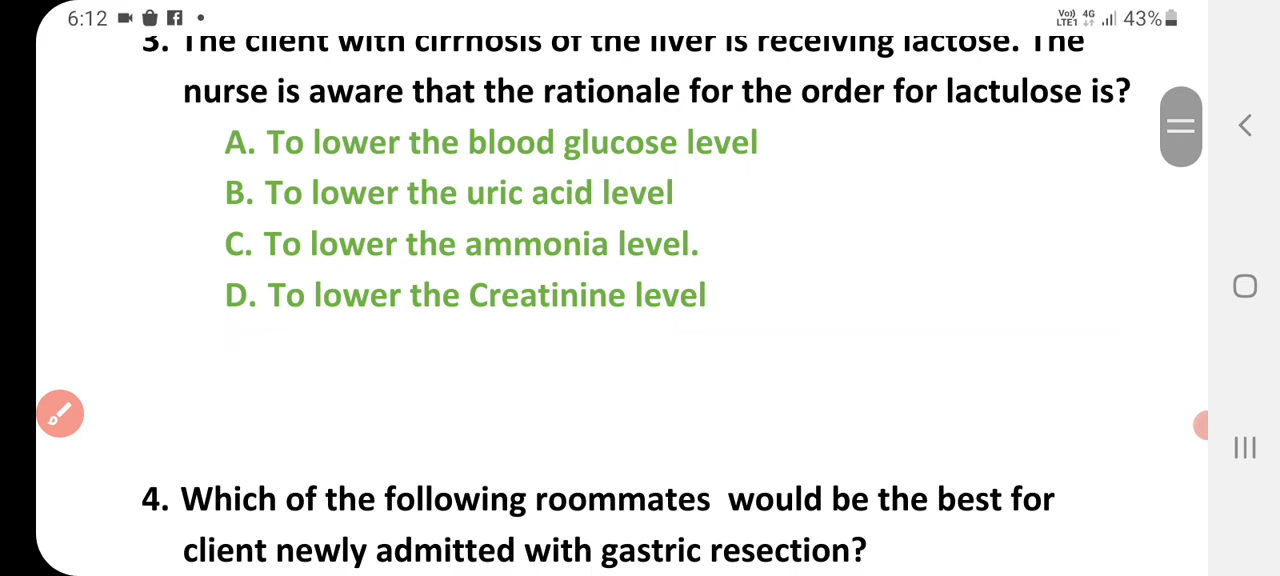 6:12
Vo)) 4G
LTE1 43%
3. The client with cirrhosis of the liver is receiving lactose. The
nurse is aware that the rationale for the order for lactulose is?
A. To lower the blood glucose level
B. To lower the uric acid level
C. To lower the ammonia level.
D. To lower the Creatinine level
4. Which of the following roommates would be the best for
client newly admitted with gastric resection?